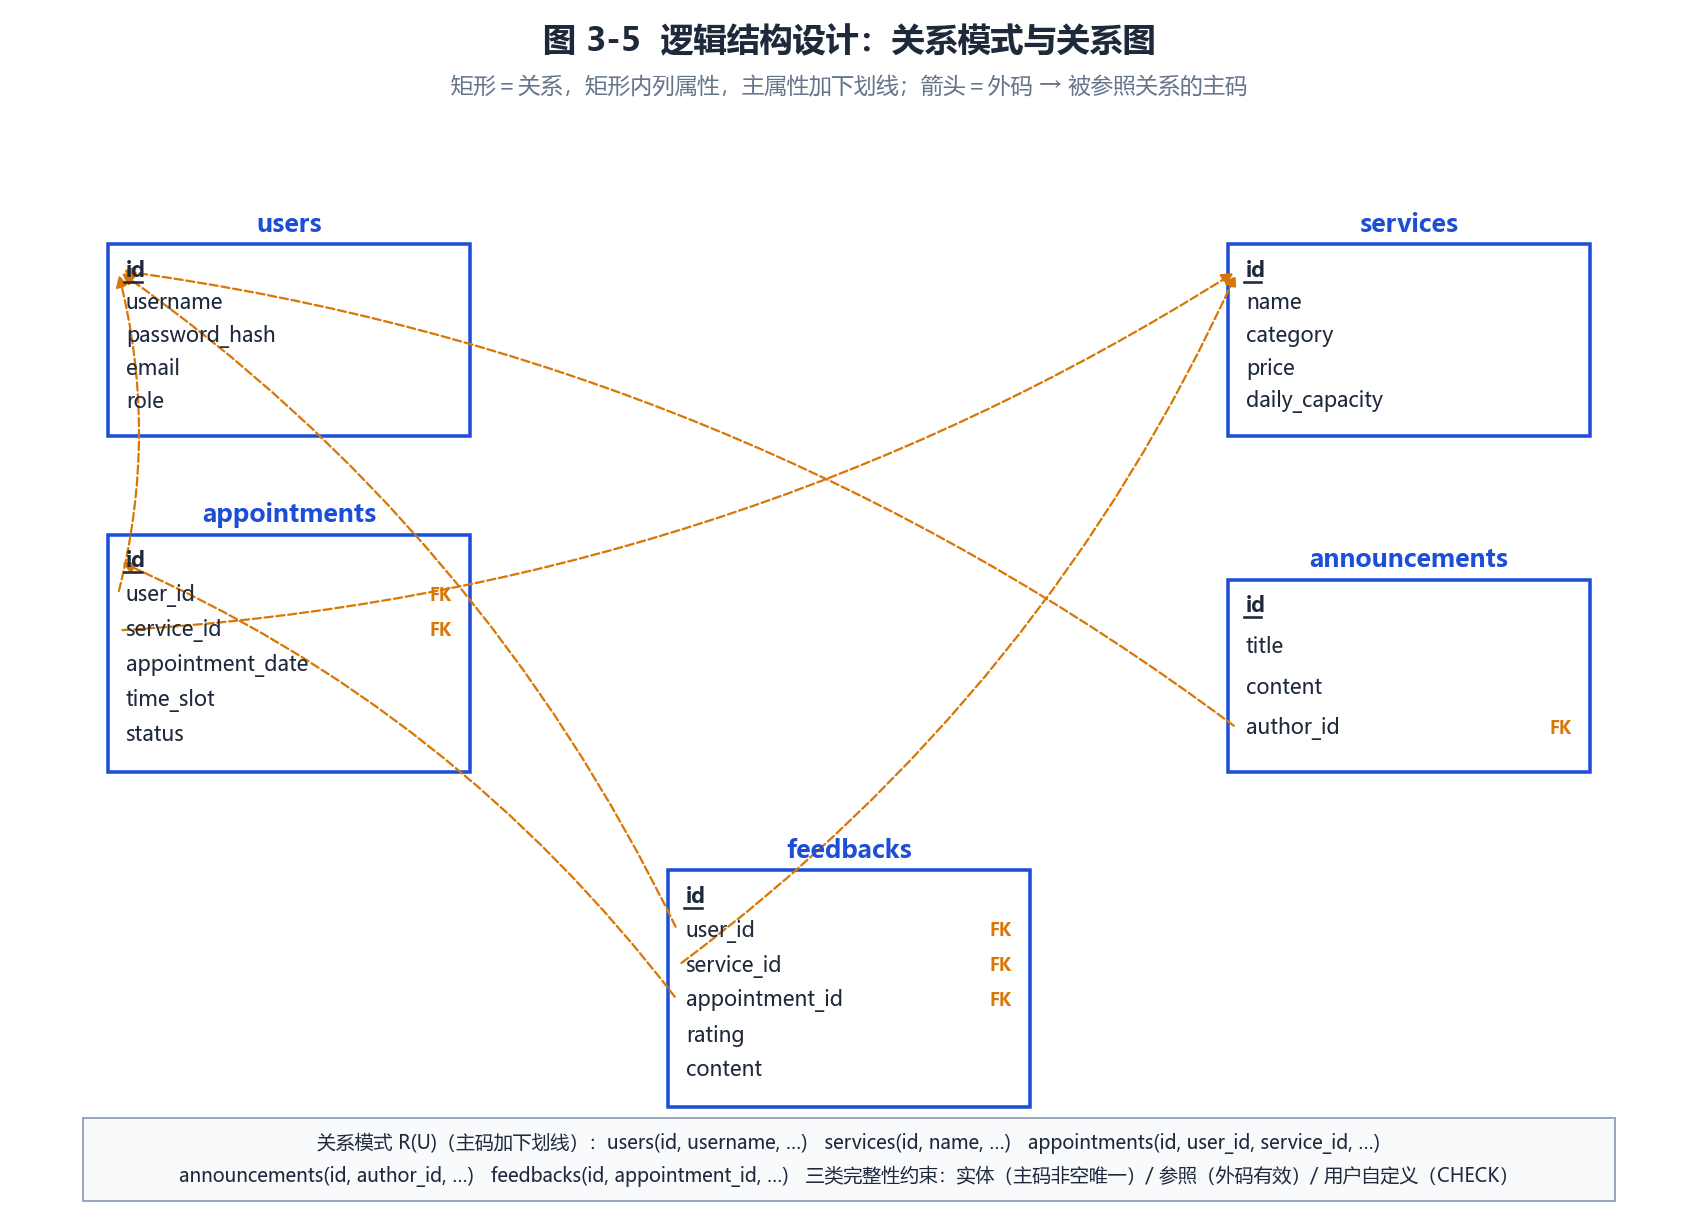 图 3-5 逻辑结构设计：关系模式与关系图
矩形＝关系，矩形内列属性，主属性加下划线；箭头＝外码 → 被参照关系的主码
users
id
username
password_hash
email
role
services
id
name
category
price
daily_capacity
appointments
id
user_id FK
service_id FK
appointment_date
time_slot
status
announcements
id
title
content
author_id FK
feedbacks
id
user_id FK
service_id FK
appointment_id FK
rating
content
关系模式 R(U)（主码加下划线）： users(id, username, …) services(id, name, …) appointments(id, user_id, service_id, …)
announcements(id, author_id, …) feedbacks(id, appointment_id, …) 三类完整性约束：实体（主码非空唯一）/ 参照（外码有效）/ 用户自定义（CHECK）